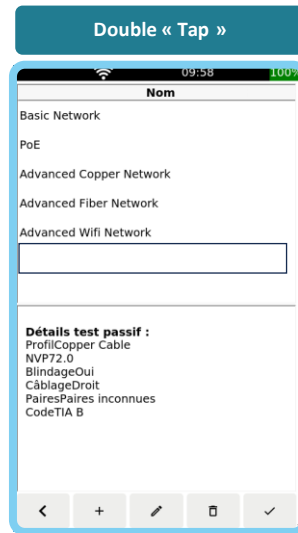 Double « Tap »
09:58 100%
Nom
Basic Network
PoE
Advanced Copper Network
Advanced Fiber Network
Advanced Wifi Network
Détails test passif :
ProfilCopper Cable
NVP72.0
BlindageOui
CâblageDroit
PairesPaires inconnues
CodeTIA B